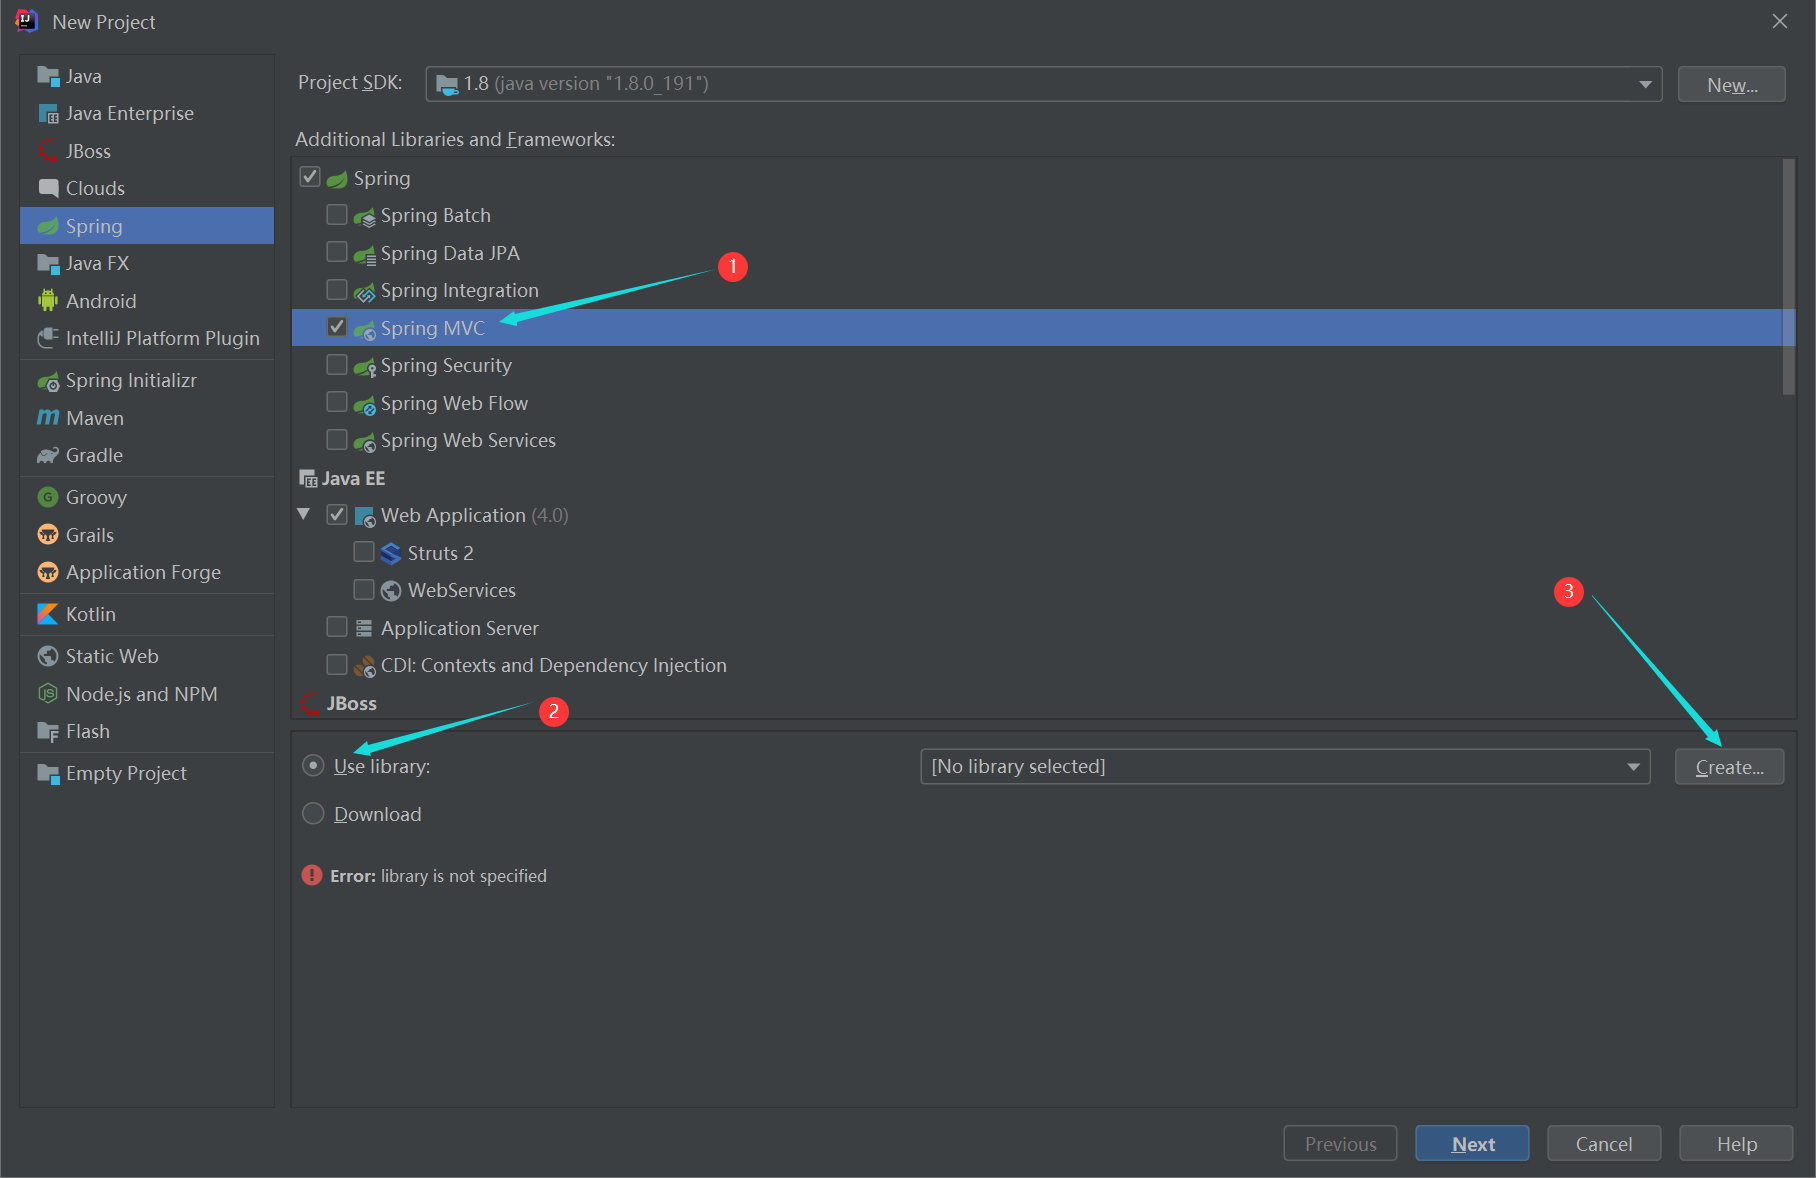 New Project
Java
Java Enterprise
JBoss
Clouds
Spring
Java FX
Android
IntelliJ Platform Plugin
Spring Initializr
Maven
Gradle
Groovy
Grails
Application Forge
Kotlin
Static Web
Node.js and NPM
Flash
Empty Project
Project SDK: 1.8 (java version "1.8.0_191") New...
Additional Libraries and Frameworks:
Spring
Spring Batch
Spring Data JPA
1
Spring Integration
Spring MVC
Spring Security
Spring Web Flow
Spring Web Services
Java EE
Web Application (4.0)
Struts 2
WebServices
3
Application Server
CDI: Contexts and Dependency Injection
JBoss
2
Use library: [No library selected] Create...
Download
Error: library is not specified
Previous Next Cancel Help